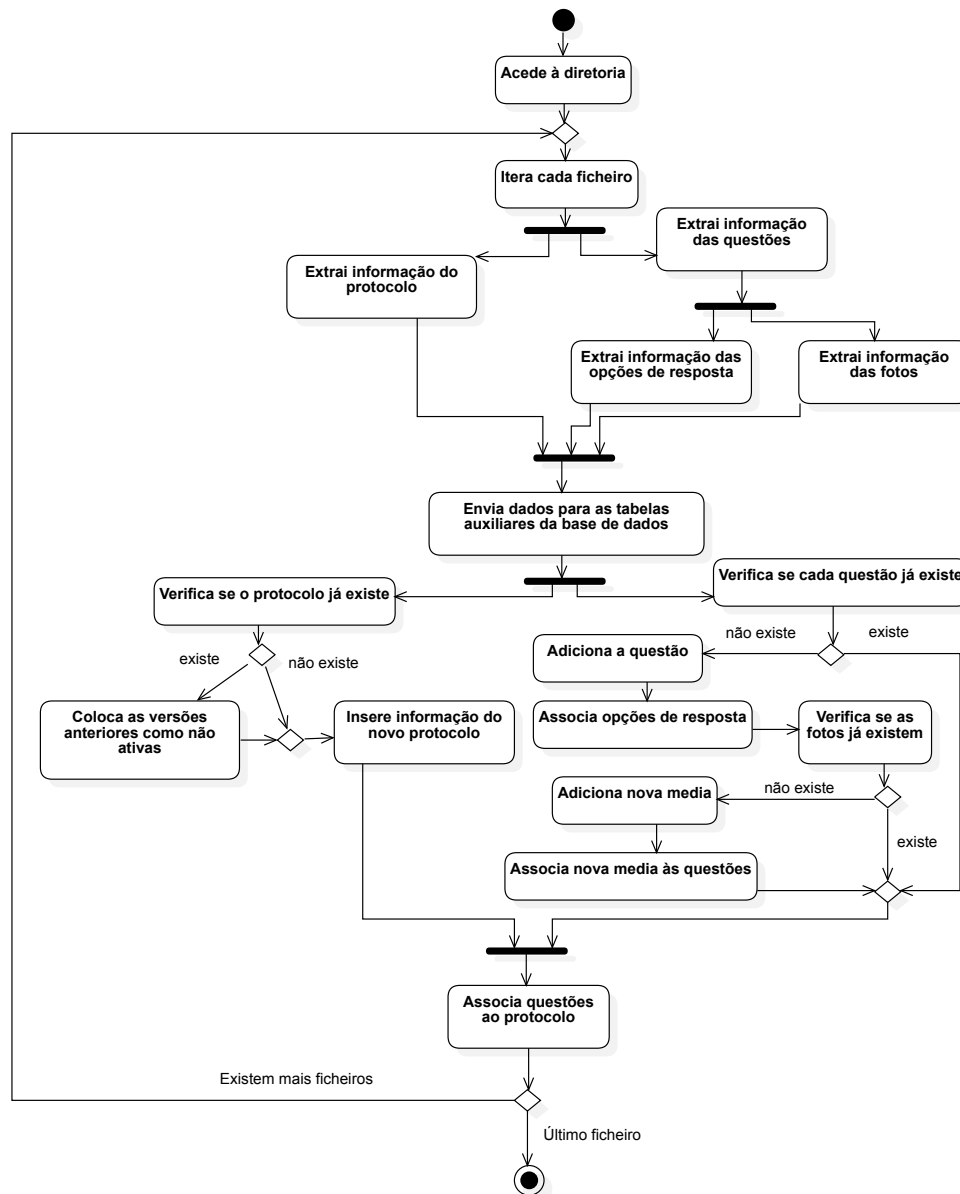 Acede à diretoria
Itera cada ficheiro
Extrai informação
das questões
Extrai informação do
protocolo
Extrai informação das
opções de resposta
Extrai informação
das fotos
Envia dados para as tabelas
auxiliares da base de dados
Verifica se cada questão já existe
Verifica se o protocolo já existe
não existe
existe
Adiciona a questão
existe
não existe
Coloca as versões
anteriores como não
ativas
Insere informação do
novo protocolo
Associa opções de resposta
Verifica se as
fotos já existem
não existe
Adiciona nova media
existe
Associa nova media às questões
Associa questões
ao protocolo
Existem mais ficheiros
Último ficheiro